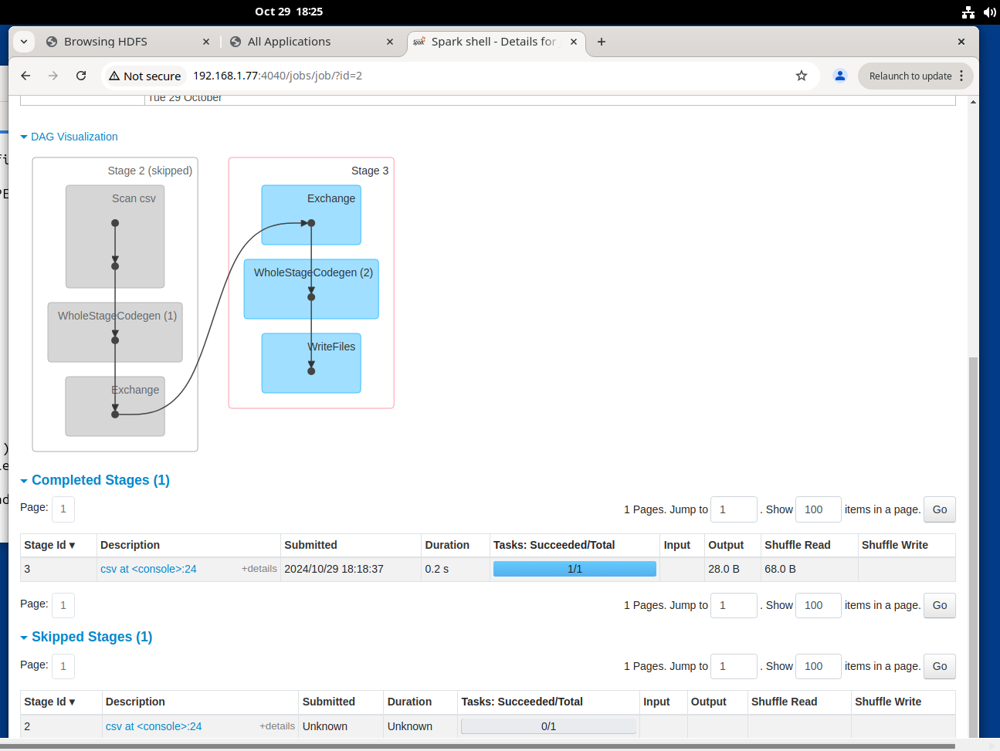 Oct 29 18:25
Browsing HDFS
All Applications
Spark shell - Details for
Not secure
192.168.1.77:4040/jobs/job/?id=2
Relaunch to update
Tue 29 October
DAG Visualization
Stage 2 (skipped)
Scan csv
WholeStageCodegen (1)
Exchange
Stage 3
Exchange
WholeStageCodegen (2)
WriteFiles
Completed Stages (1)
Page: 1
1 Pages. Jump to 1 . Show 100 items in a page. Go
Stage Id ▾ Description Submitted Duration Tasks: Succeeded/Total Input Output Shuffle Read Shuffle Write
3 csv at <console>:24 +details 2024/10/29 18:18:37 0.2 s 1/1 28.0 B 68.0 B
Page: 1
1 Pages. Jump to 1 . Show 100 items in a page. Go
Skipped Stages (1)
Page: 1
1 Pages. Jump to 1 . Show 100 items in a page. Go
Stage Id ▾ Description Submitted Duration Tasks: Succeeded/Total Input Output Shuffle Read Shuffle Write
2 csv at <console>:24 +details Unknown Unknown 0/1